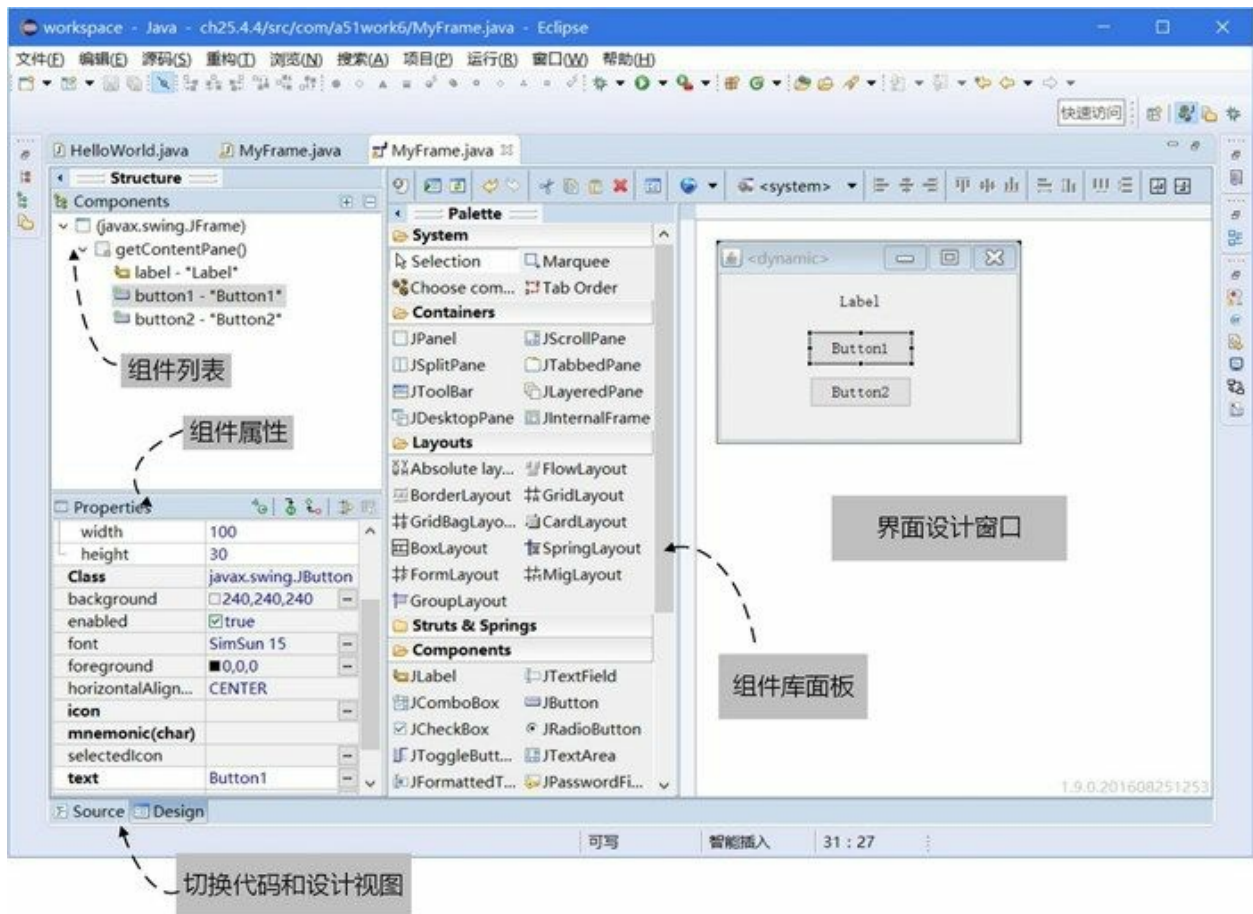 workspace - Java - ch25.4.4/src/com/a51work6/MyFrame.java - Eclipse
文件(F) 编辑(E) 源码(S) 重构(T) 浏览(N) 搜索(A) 项目(P) 运行(R) 窗口(W) 帮助(H)
快速访问
HelloWorld.java MyFrame.java MyFrame.java
Structure
Components
(javax.swing.JFrame)
getContentPane()
label - "Label"
button1 - "Button1"
button2 - "Button2"
组件列表
组件属性
Properties
width 100
height 30
Class javax.swing.JButton
background 240,240,240
enabled true
font SimSun 15
foreground 0,0,0
horizontalAlign... CENTER
icon
mnemonic(char)
selectedIcon
text Button1
<system>
Palette
System
Selection Marquee
Choose com... Tab Order
Containers
JPanel JScrollPane
JSplitPane JTabbedPane
JToolBar JLayeredPane
JDesktopPane JInternalFrame
Layouts
Absolute lay... FlowLayout
BorderLayout GridLayout
GridBagLayo... CardLayout
BoxLayout SpringLayout
FormLayout MigLayout
GroupLayout
Struts & Springs
Components
JLabel JTextField
JComboBox JButton
JCheckBox JRadioButton
JToggleButt... JTextArea
JFormattedT... JPasswordFi...
<dynamic>
Label
Button1
Button2
界面设计窗口
组件库面板
1.9.0.201608251253
Source Design
可写 智能插入 31 : 27
切换代码和设计视图